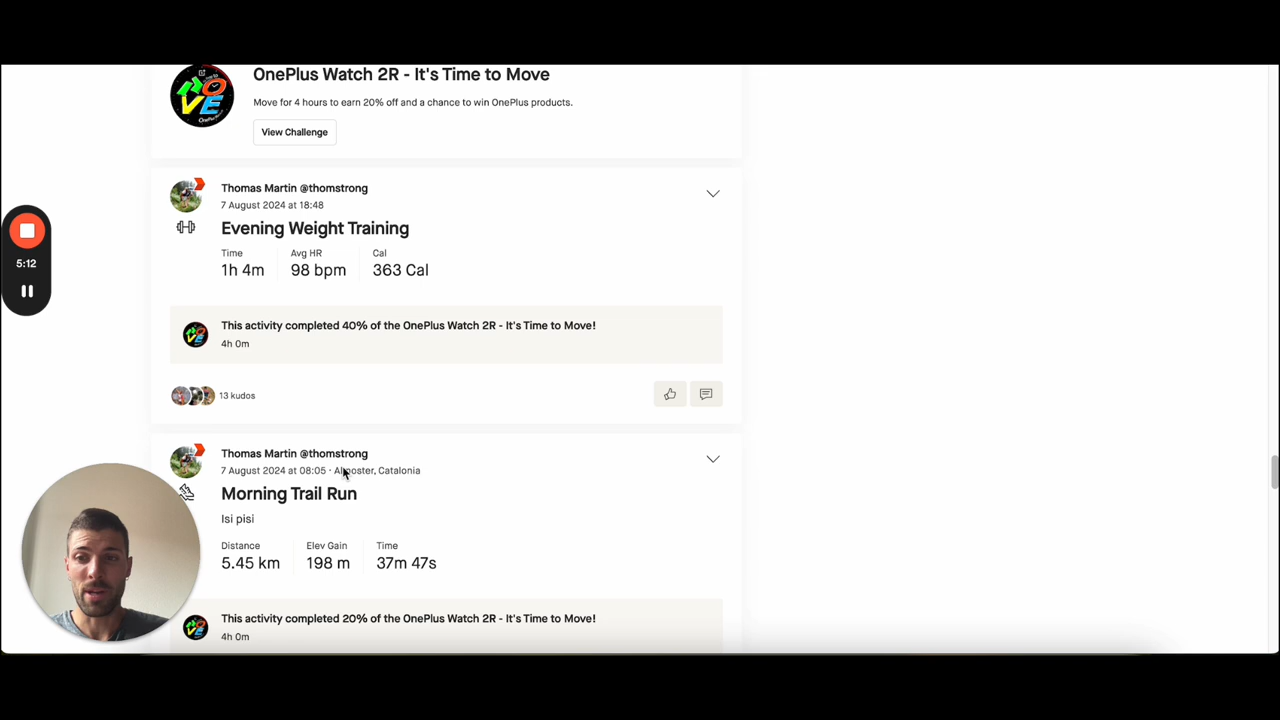 OnePlus Watch 2R - It's Time to Move
Move for 4 hours to earn 20% off and a chance to win OnePlus products.
View Challenge
Thomas Martin @thomstrong
7 August 2024 at 18:48
Evening Weight Training
Time Avg HR Cal
1h 4m 98 bpm 363 Cal
This activity completed 40% of the OnePlus Watch 2R - It's Time to Move!
4h 0m
13 kudos
5:12
Thomas Martin @thomstrong
7 August 2024 at 08:05 · Catalonia
Morning Trail Run
Isi pisi
Distance Elev Gain Time
5.45 km 198 m 37m 47s
This activity completed 20% of the OnePlus Watch 2R - It's Time to Move!
4h 0m